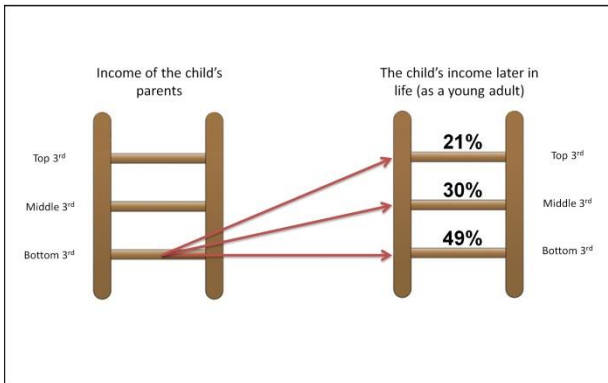 Income of the child's
parents
The child's income later in
life (as a young adult)
Top 3rd
Middle 3rd
Bottom 3rd
21%
30%
49%
Top 3rd
Middle 3rd
Bottom 3rd